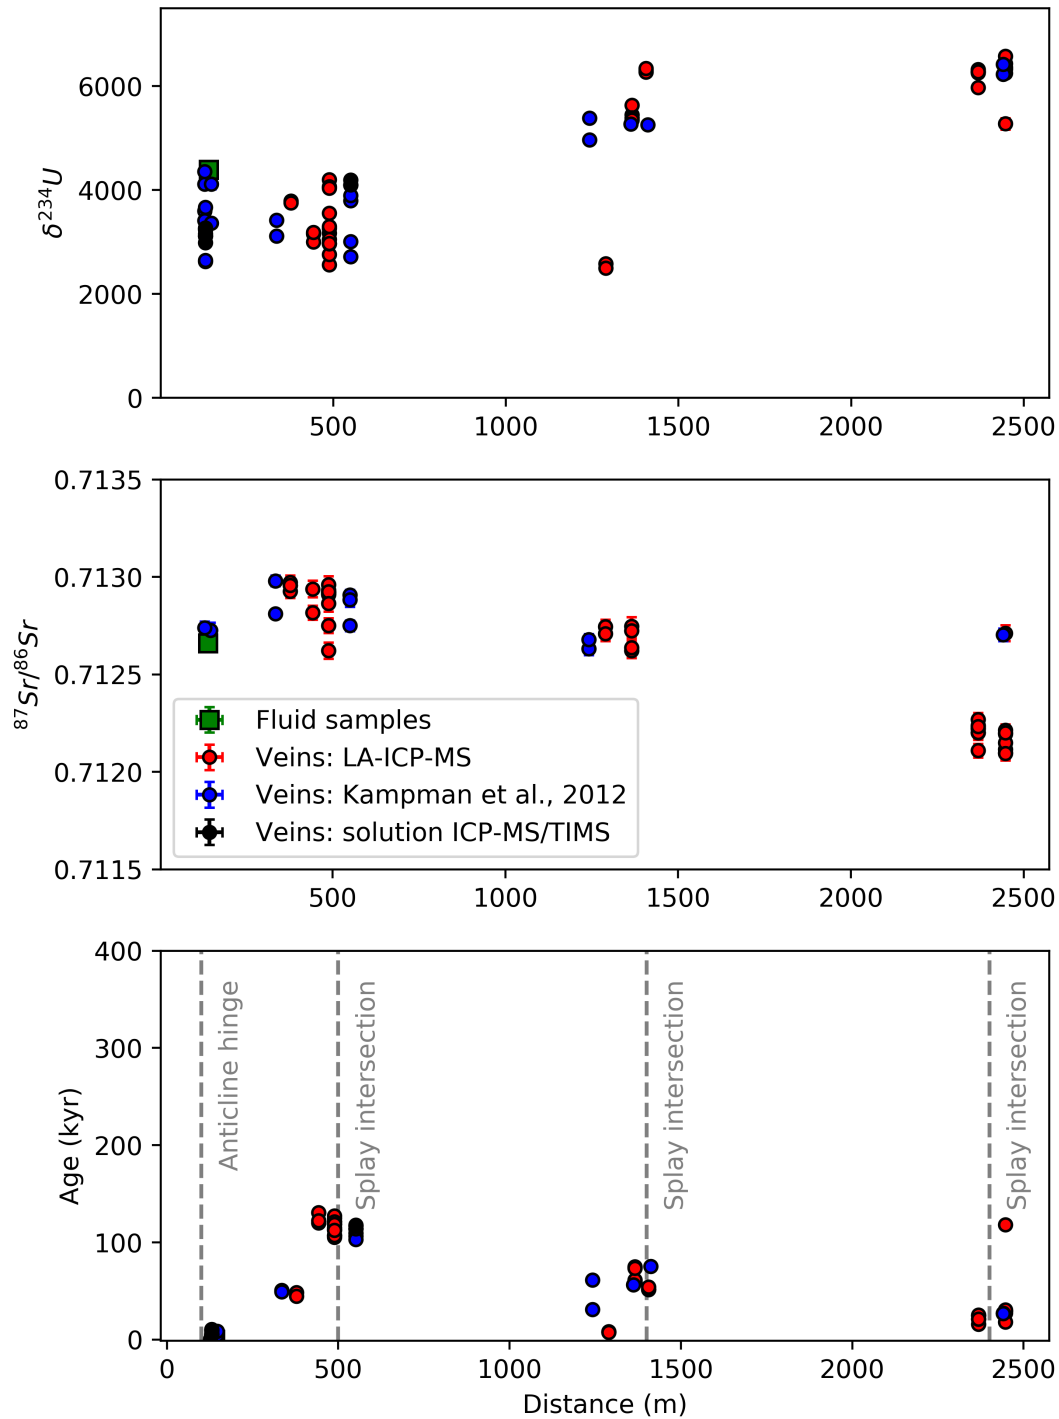 6000
4000
2000
0
δ²³⁴U
500 1000 1500 2000 2500
0.7135
0.7130
0.7125
0.7120
0.7115
⁸⁷Sr/⁸⁶Sr
Fluid samples
Veins: LA-ICP-MS
Veins: Kampman et al., 2012
Veins: solution ICP-MS/TIMS
500 1000 1500 2000 2500
400
300
200
100
0
Age (kyr)
Anticline hinge
Splay intersection
Splay intersection
Splay intersection
0 500 1000 1500 2000 2500
Distance (m)